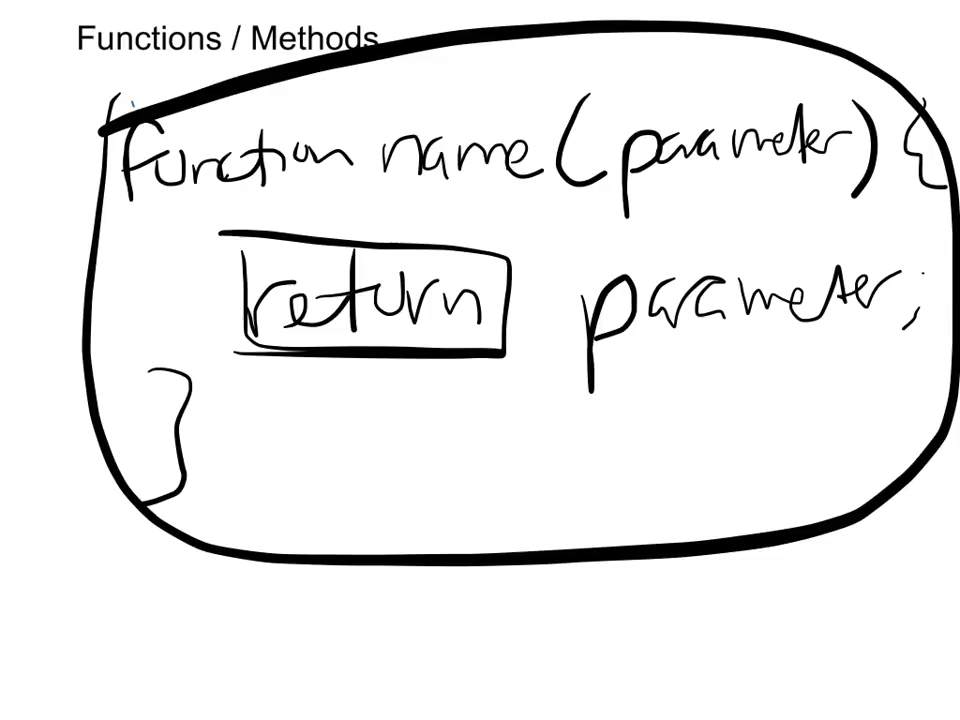 Functions / Methods
function name(parameter) {
return parameter;
}